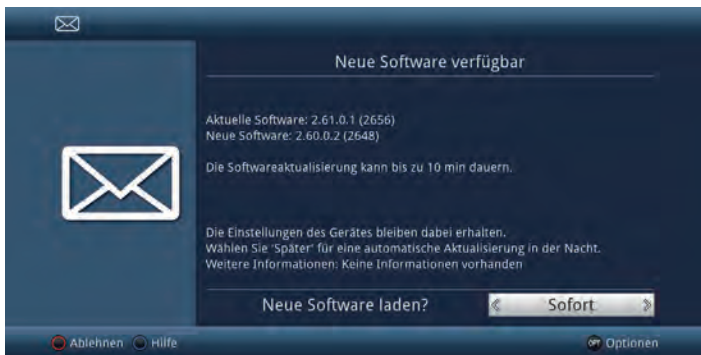 Neue Software verfügbar
Aktuelle Software: 2.61.0.1 (2656)
Neue Software: 2.60.0.2 (2648)
Die Softwareaktualisierung kann bis zu 10 min dauern.
Die Einstellungen des Gerätes bleiben dabei erhalten.
Wählen Sie 'Später' für eine automatische Aktualisierung in der Nacht.
Weitere Informationen: Keine Informationen vorhanden
Neue Software laden? Sofort
Ablehnen Hilfe OPT Optionen